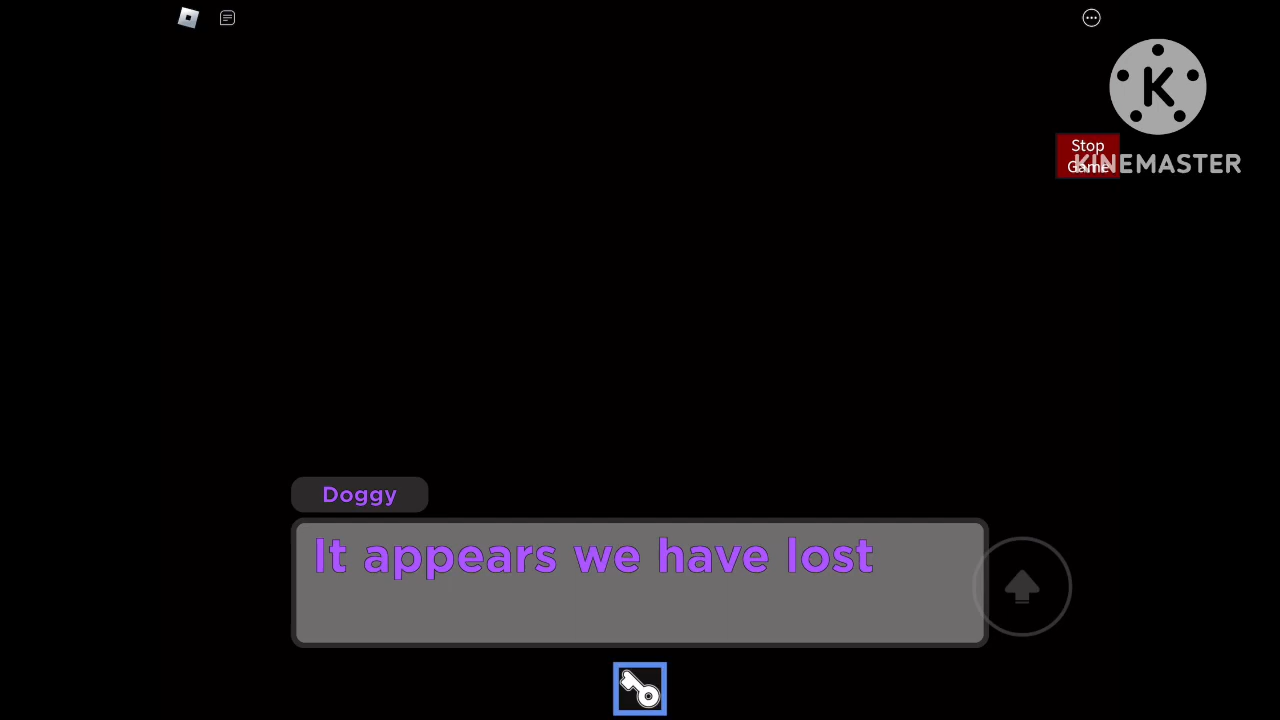 K
Stop
Game
KINEMASTER
Doggy
It appears we have lost